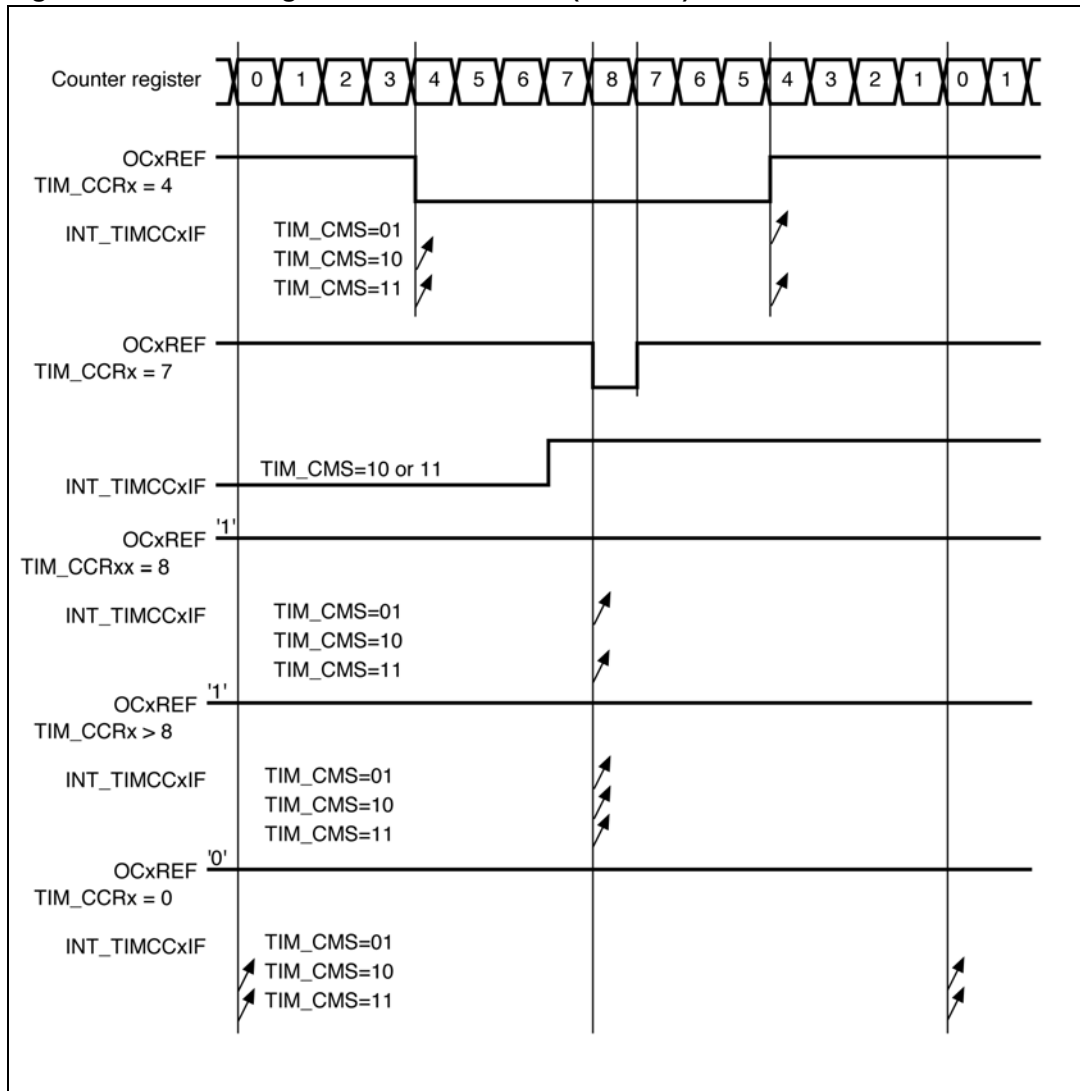 Counter register 0 1 2 3 4 5 6 7 8 7 6 5 4 3 2 1 0 1
OCxREF
TIM_CCRx = 4
INT_TIMCCxIF TIM_CMS=01
TIM_CMS=10
TIM_CMS=11
OCxREF
TIM_CCRx = 7
TIM_CMS=10 or 11
INT_TIMCCxIF
OCxREF '1'
TIM_CCRxx = 8
INT_TIMCCxIF TIM_CMS=01
TIM_CMS=10
TIM_CMS=11
OCxREF '1'
TIM_CCRx > 8
INT_TIMCCxIF TIM_CMS=01
TIM_CMS=10
TIM_CMS=11
OCxREF '0'
TIM_CCRx = 0
INT_TIMCCxIF TIM_CMS=01
TIM_CMS=10
TIM_CMS=11